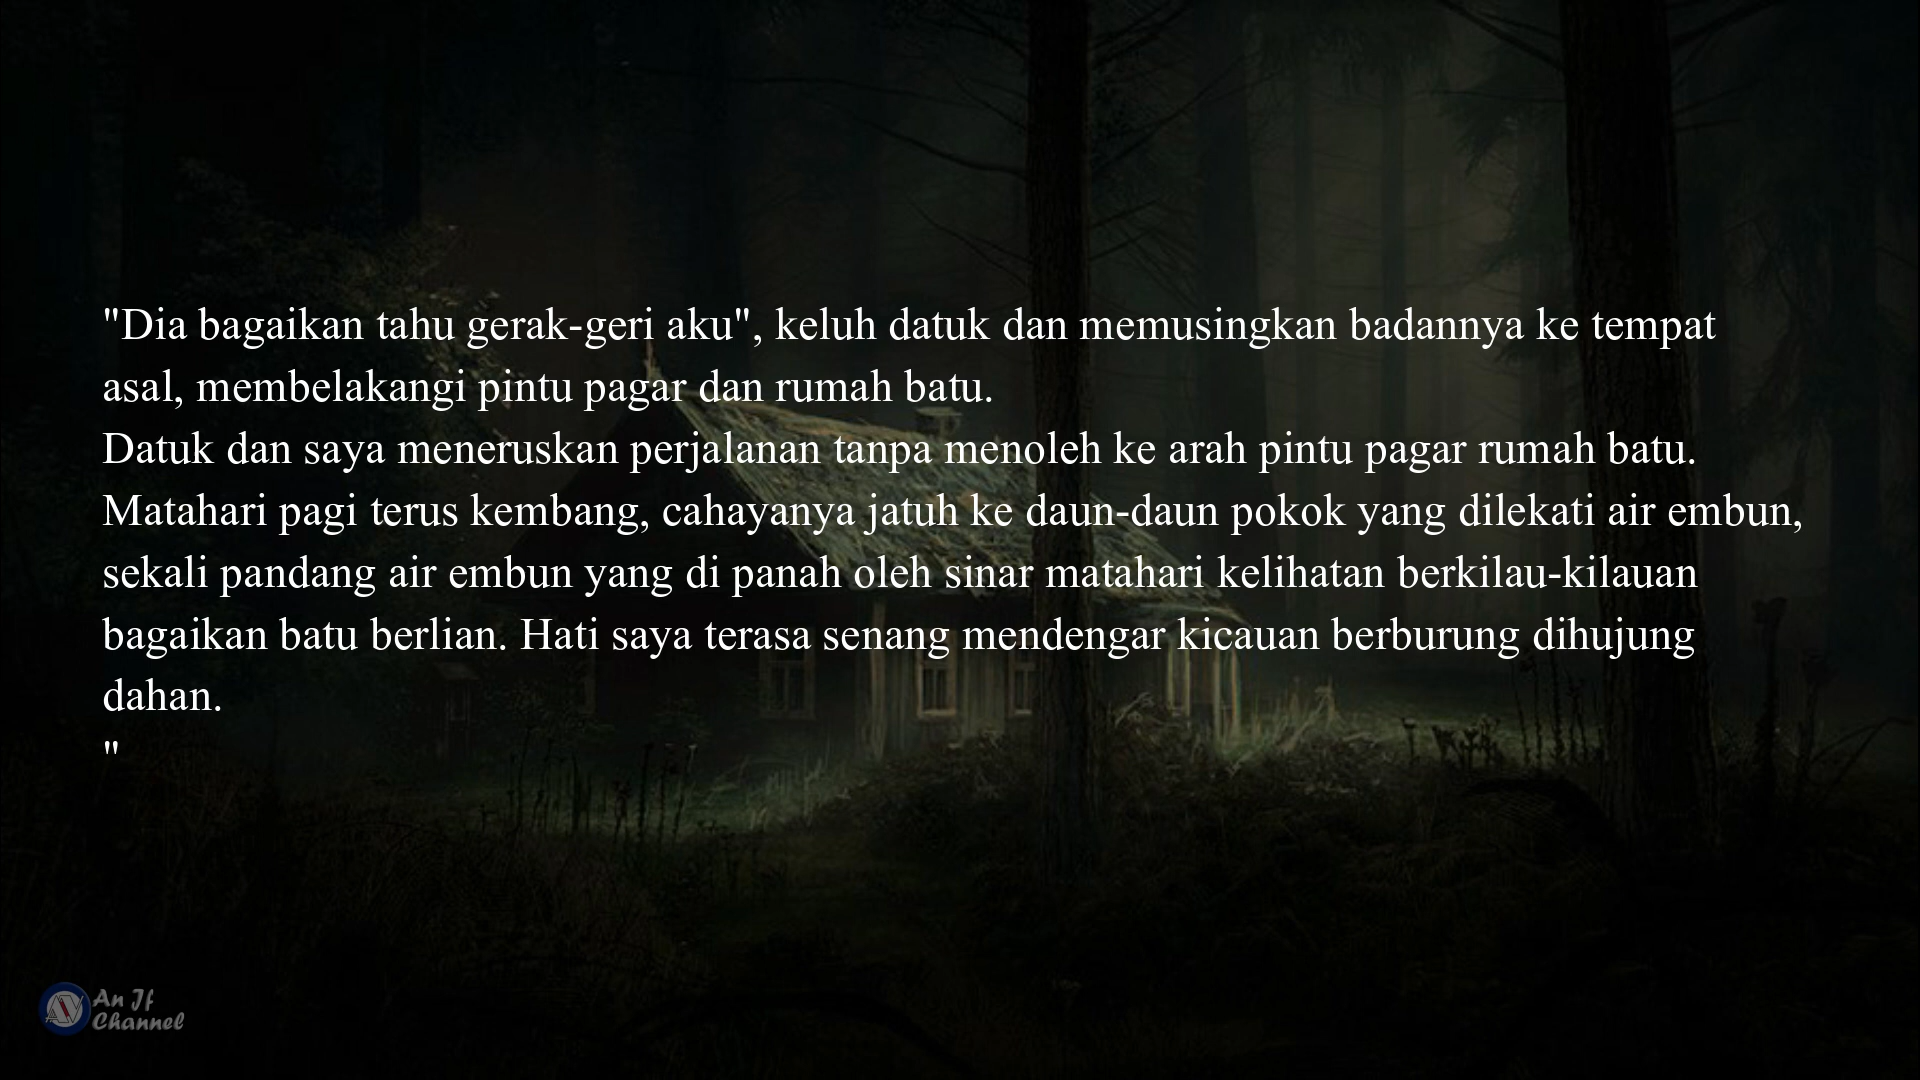 "Dia bagaikan tahu gerak-geri aku", keluh datuk dan memusingkan badannya ke tempat
asal, membelakangi pintu pagar dan rumah batu.
Datuk dan saya meneruskan perjalanan tanpa menoleh ke arah pintu pagar rumah batu.
Matahari pagi terus kembang, cahayanya jatuh ke daun-daun pokok yang dilekati air embun,
sekali pandang air embun yang di panah oleh sinar matahari kelihatan berkilau-kilauan
bagaikan batu berlian. Hati saya terasa senang mendengar kicauan berburung dihujung
dahan.
"
An If
Channel